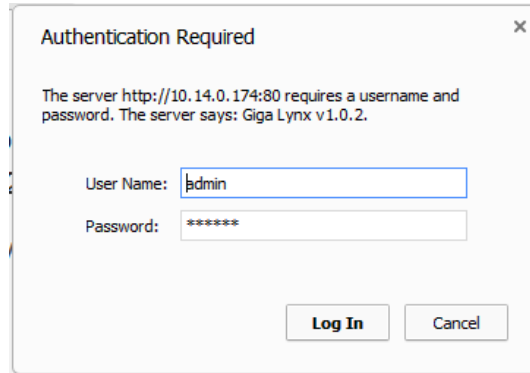 Authentication Required
The server http://10.14.0.174:80 requires a username and
password. The server says: Giga Lynx v1.0.2.
User Name: admin
Password: ******
Log In Cancel